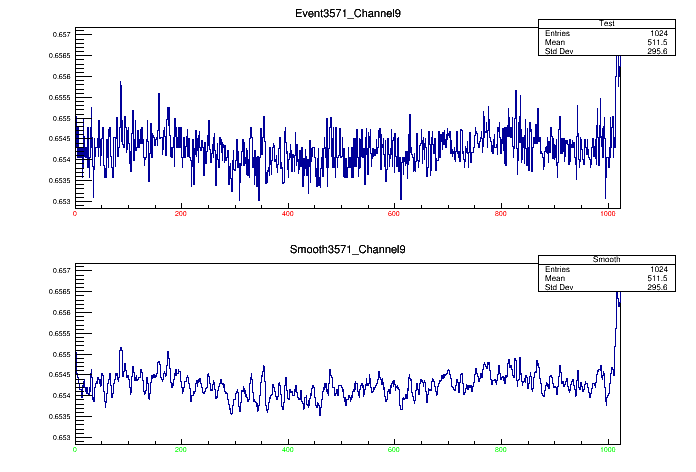 Event3571_Channel9
Test
Entries 1024
Mean 511.5
Std Dev 295.6
0.657
0.6565
0.656
0.6555
0.655
0.6545
0.654
0.6535
0.653
0 200 400 600 800 1000
Smooth3571_Channel9
Smooth
Entries 1024
Mean 511.5
Std Dev 295.6
0.657
0.6565
0.656
0.6555
0.655
0.6545
0.654
0.6535
0.653
0 200 400 600 800 1000